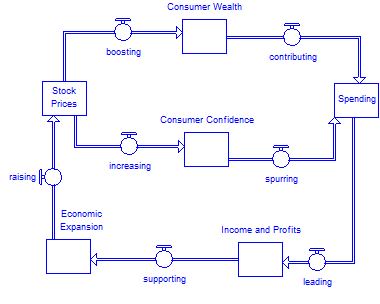 Consumer Wealth
boosting
contributing
Stock
Prices
Spending
Consumer Confidence
increasing
spurring
raising
Economic
Expansion
Income and Profits
supporting
leading